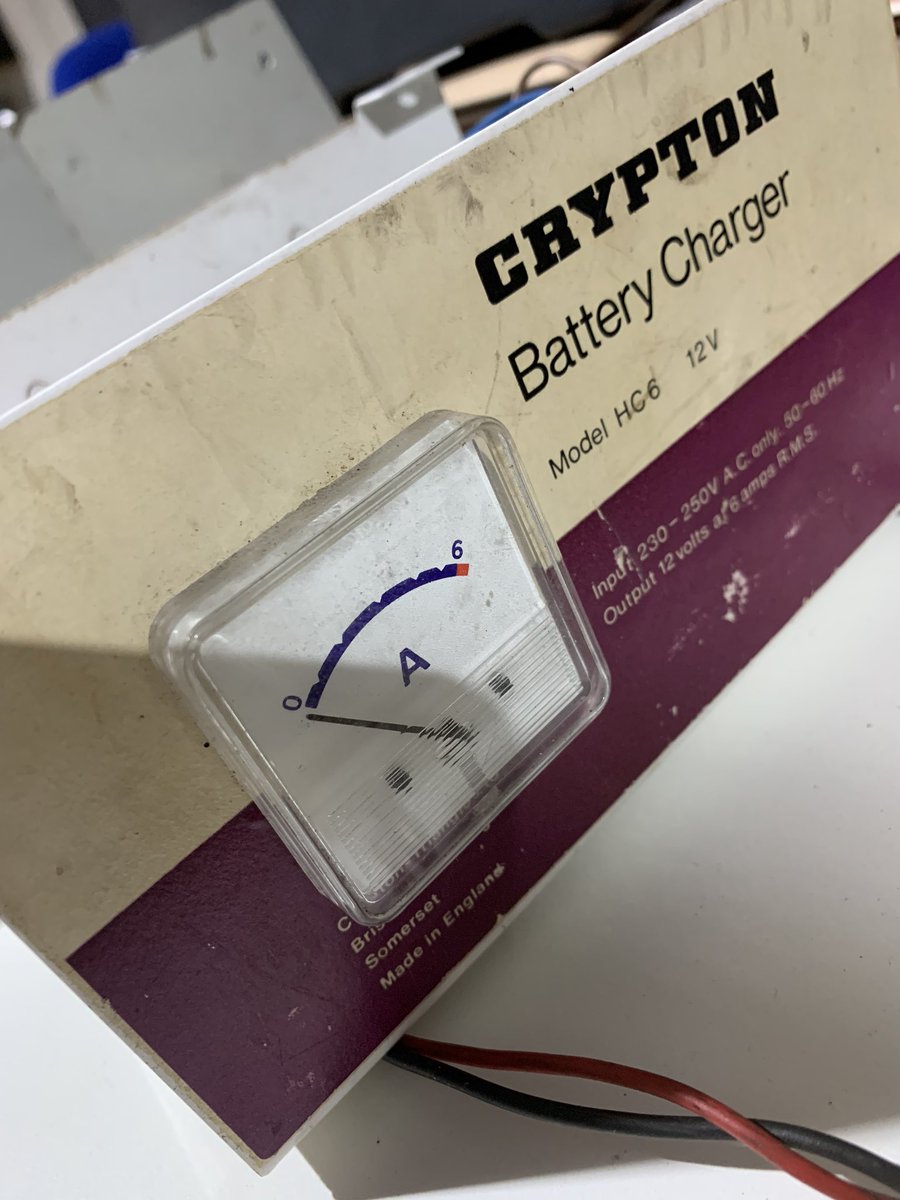 CRYPTON
Battery Charger
Model HC6 12V
Input 230-250V A.C. only. 50-60 Hz
Output 12 volts at 6 amps R.M.S.
0
6
A
Somerset
Made in England